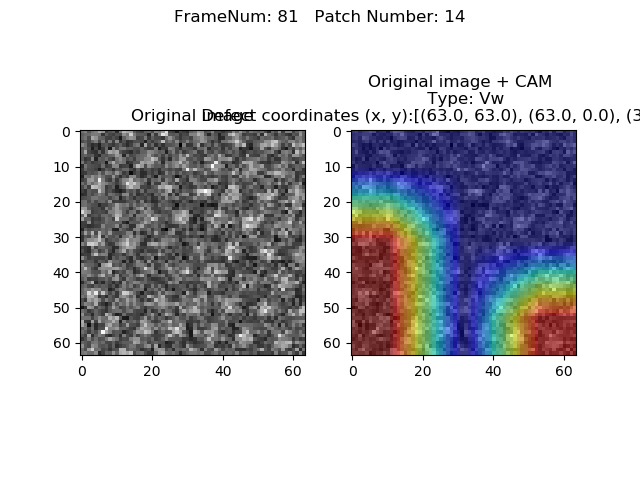 FrameNum: 81   Patch Number: 14
Original image + CAM
Type: Vw
Original Image
Defect coordinates (x, y):[(63.0, 63.0), (63.0, 0.0), (3
0
10
20
30
40
50
60
0 20 40 60
0
10
20
30
40
50
60
0 20 40 60